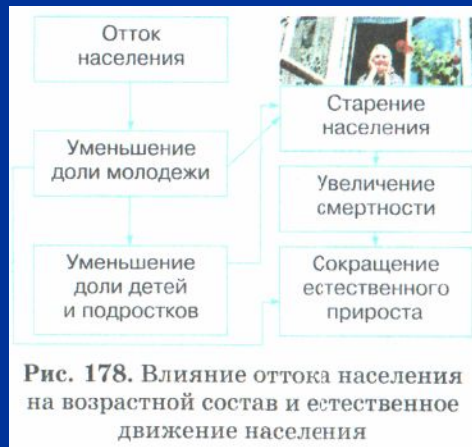 Отток
населения
Уменьшение
доли молодежи
Уменьшение
доли детей
и подростков
Старение
населения
Увеличение
смертности
Сокращение
естественного
прироста
Рис. 178. Влияние оттока населения
на возрастной состав и естественное
движение населения